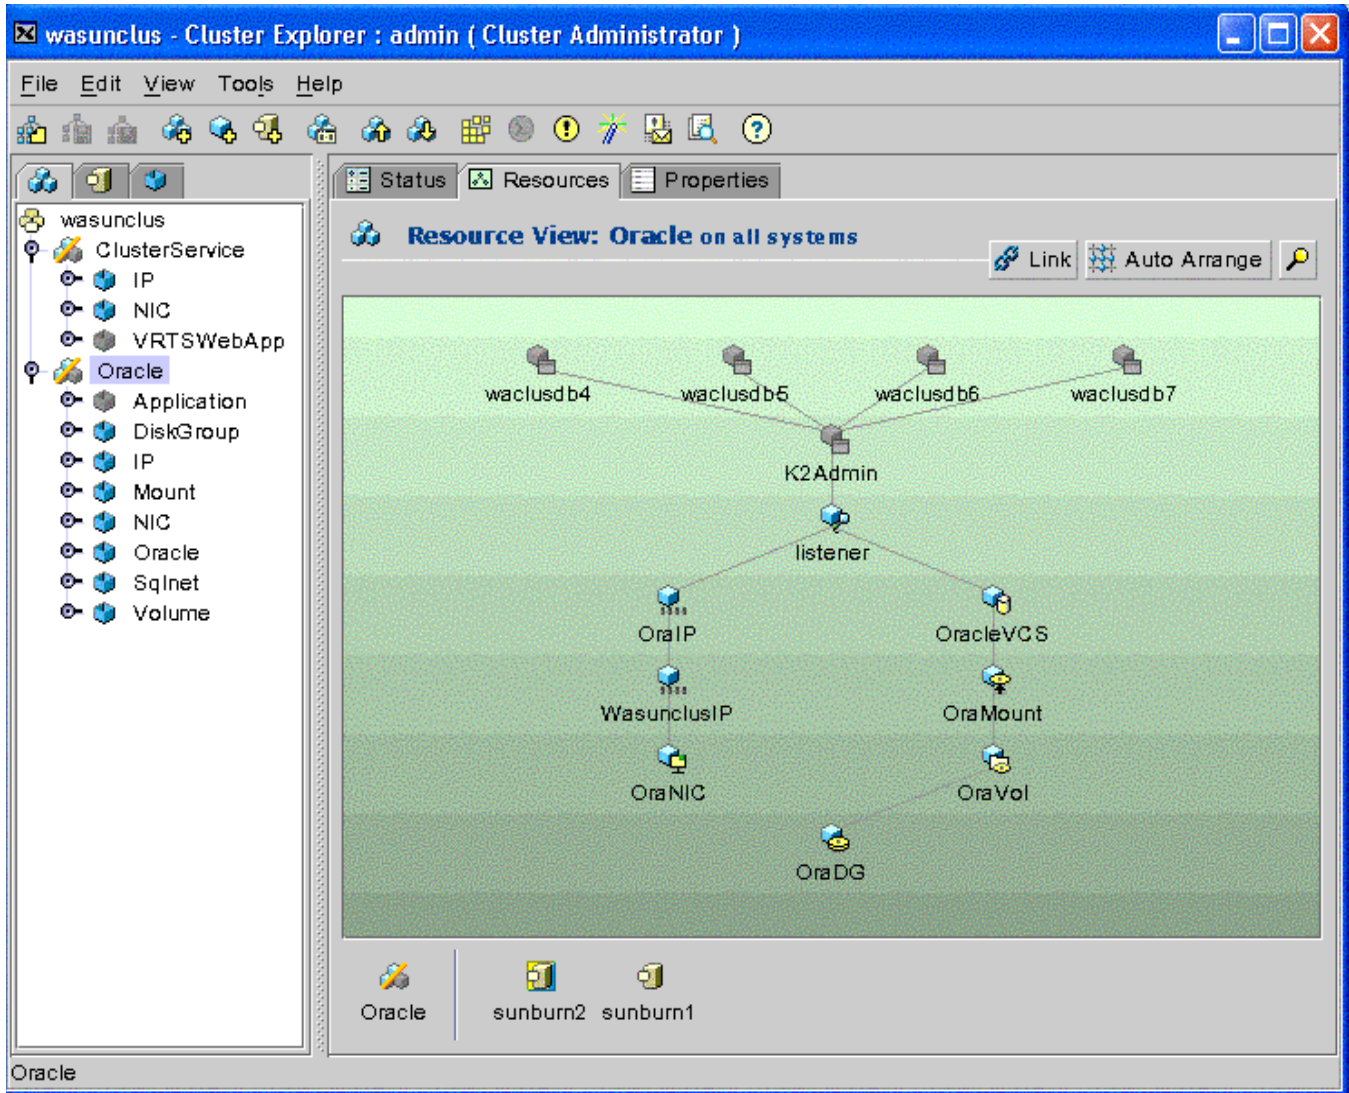 wasunclus - Cluster Explorer : admin ( Cluster Administrator )
File Edit View Tools Help
Status Resources Properties
wasunclus
ClusterService
IP
NIC
VRTSWebApp
Oracle
Application
DiskGroup
IP
Mount
NIC
Oracle
Sqlnet
Volume
Resource View: Oracle on all systems
Link Auto Arrange
waclusdb4 waclusdb5 waclusdb6 waclusdb7
K2Admin
listener
OraIP OracleVCS
WasunclusIP OraMount
OraNIC OraVol
OraDG
Oracle sunburn2 sunburn1
Oracle